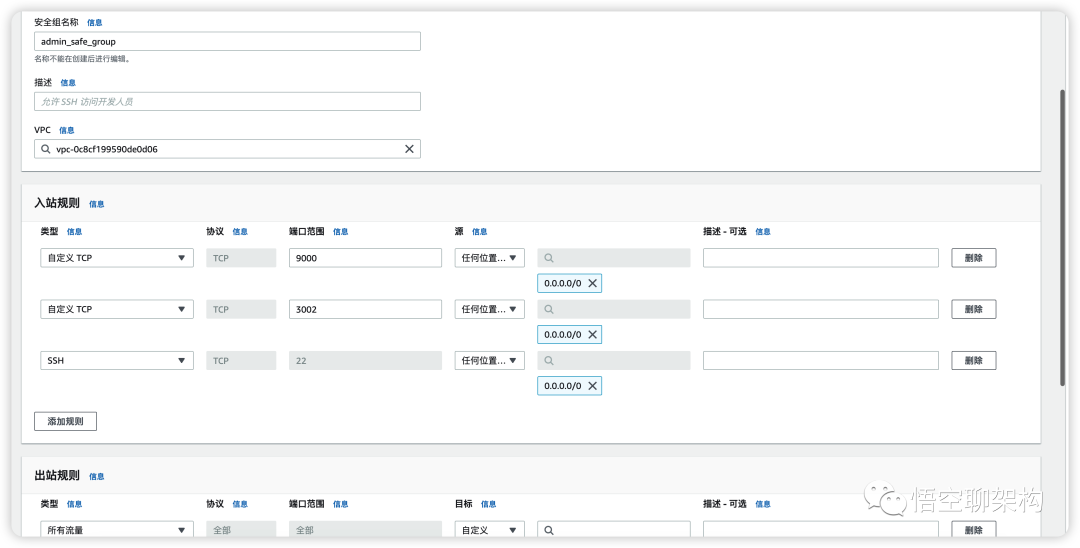 安全组名称 信息
admin_safe_group
名称不能在创建后进行编辑。
描述 信息
允许 SSH 访问开发人员
VPC 信息
vpc-0c8cf199590de0d06
入站规则 信息
类型 信息 协议 信息 端口范围 信息 源 信息 描述 - 可选 信息
自定义 TCP TCP 9000 任何位置... 删除
0.0.0.0/0
自定义 TCP TCP 3002 任何位置... 删除
0.0.0.0/0
SSH TCP 22 任何位置... 删除
0.0.0.0/0
添加规则
出站规则 信息
类型 信息 协议 信息 端口范围 信息 目标 信息 描述 - 可选 信息
所有流量 全部 全部 自定义 删除
悟空聊架构